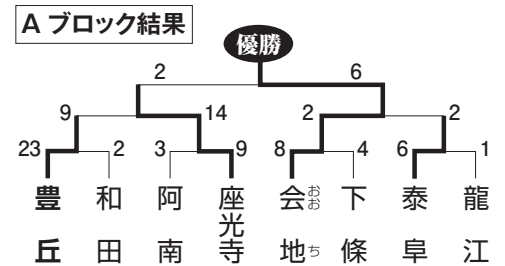 A ブロック結果
優勝
2 6
9 14 2 2
23 2 3 9 8 4 6 1
豊丘 和田 阿南 座光寺 会地 下條 泰阜 龍江
おお ち